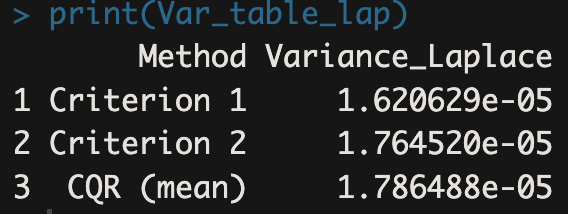 > print(Var_table_lap)
Method Variance_Laplace
1 Criterion 1 1.620629e-05
2 Criterion 2 1.764520e-05
3 CQR (mean) 1.786488e-05